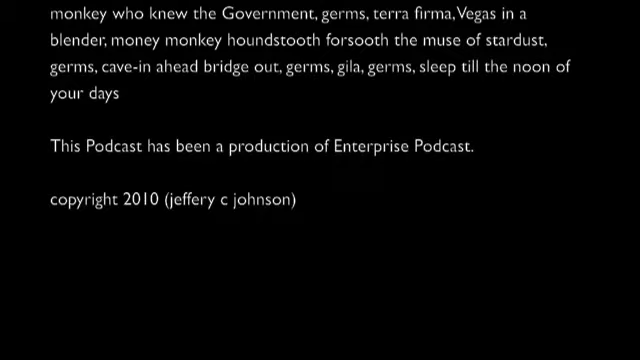 monkey who knew the Government, germs, terra firma, Vegas in a
blender, money monkey houndstooth forsooth the muse of stardust,
germs, cave-in ahead bridge out, germs, gila, germs, sleep till the noon of
your days
This Podcast has been a production of Enterprise Podcast.
copyright 2010 (jeffery c johnson)